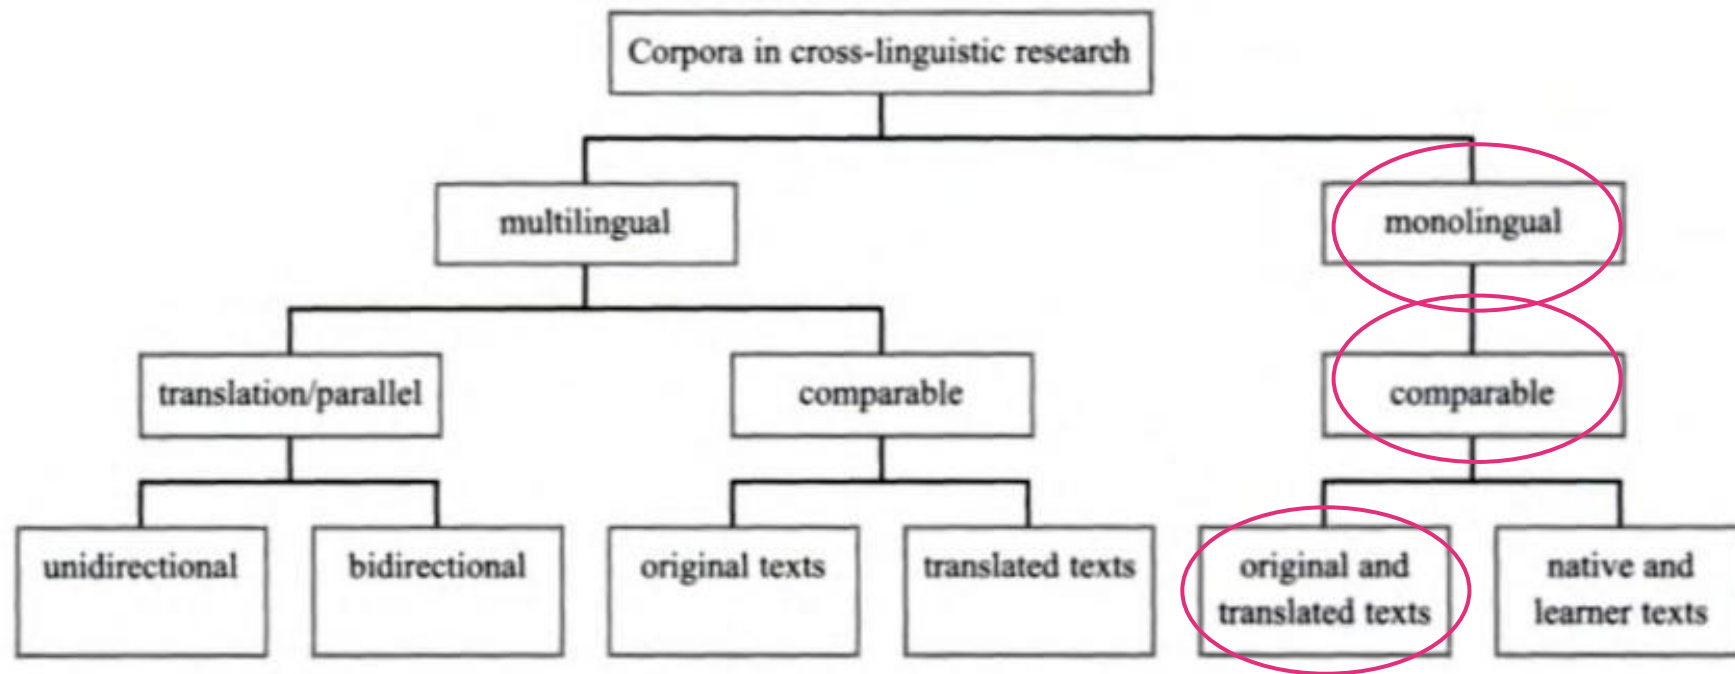 Corpora in cross-linguistic research
multilingual
monolingual
translation/parallel
comparable
comparable
unidirectional
bidirectional
original texts
translated texts
original and
translated texts
native and
learner texts